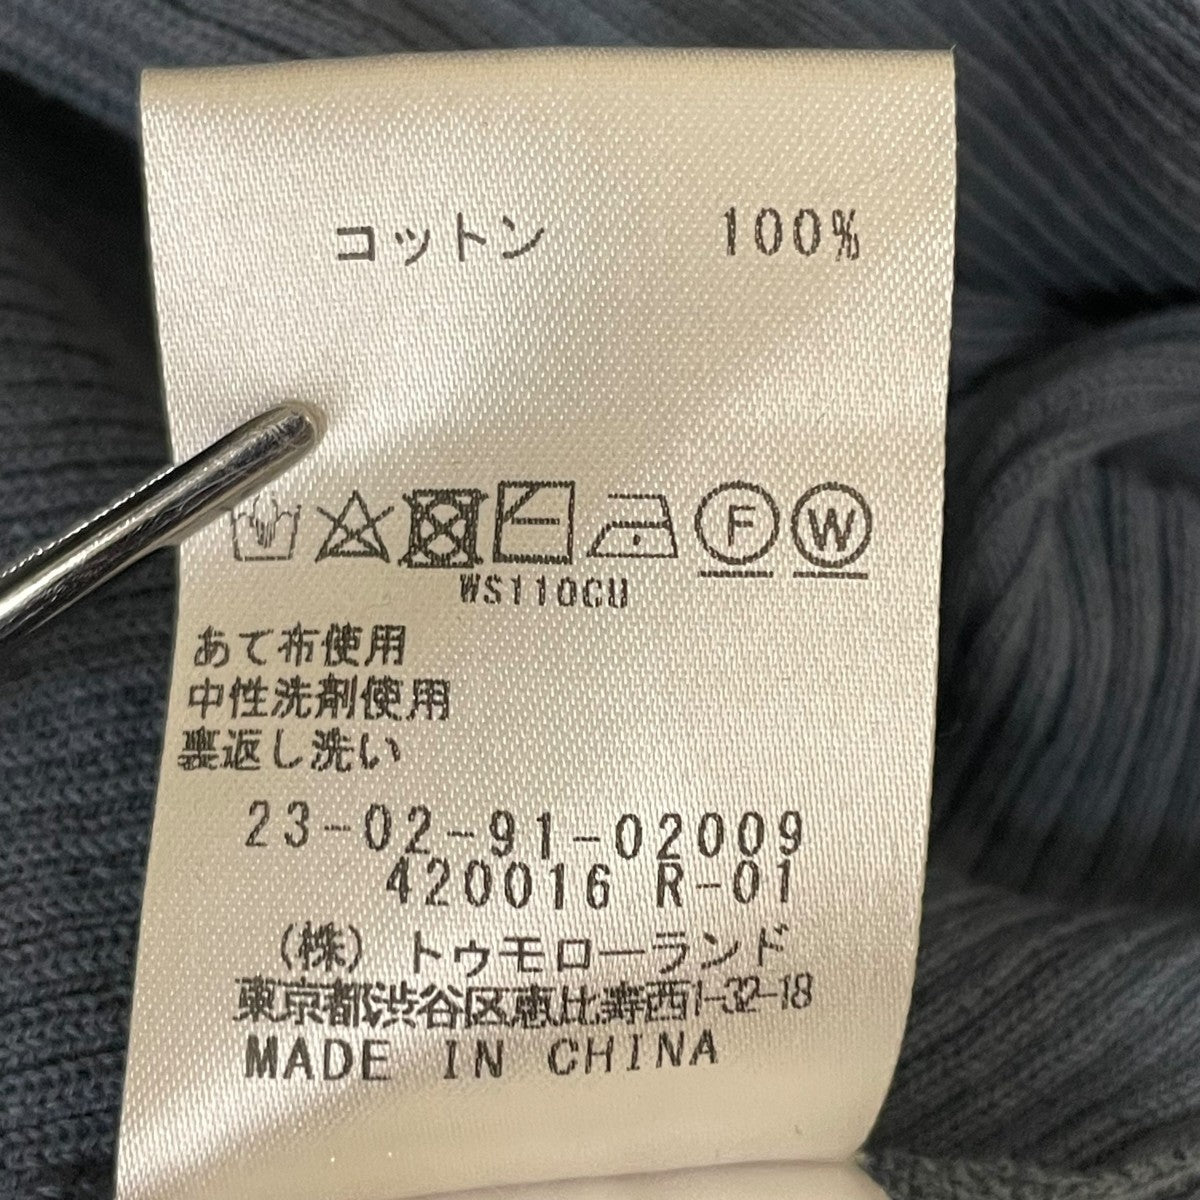 コットン 100%
F W
WS110CU
あて布使用
中性洗剤使用
裏返し洗い
23-02-91-02009
420016 R-01
(株) トゥモローランド
東京都渋谷区恵比寿西1-32-18
MADE IN CHINA